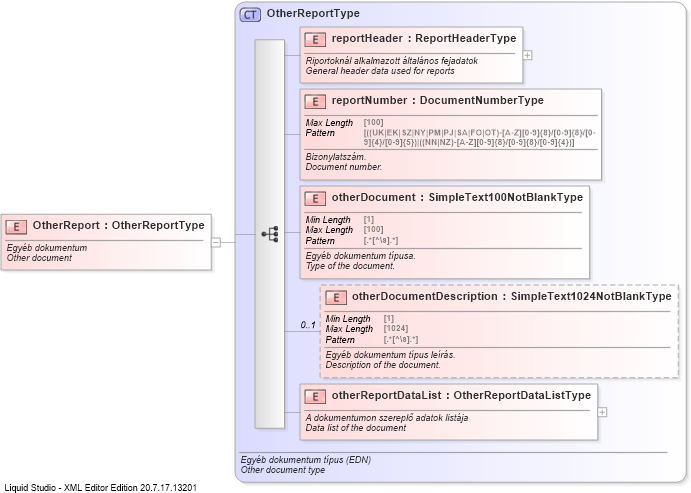 CT OtherReportType
E reportHeader : ReportHeaderType
Riportoknál alkalmazott általános fejadatok
General header data used for reports
E reportNumber : DocumentNumberType
Max Length [100]
Pattern [((UK|EK|SZ|NY|PM|PJ|SA|FO|OT)-[A-Z][0-9]{8}/[0-9]{8}/[0-
9]{4}/[0-9]{5})|((NN|NZ)-[A-Z][0-9]{8}/[0-9]{8}/[0-9]{4})]
Bizonylatszám.
Document number.
E otherDocument : SimpleText100NotBlankType
Min Length [1]
Max Length [100]
Pattern [.*[^\s].*]
Egyéb dokumentum típusa.
Type of the document.
E OtherReport : OtherReportType
Egyéb dokumentum
Other document
0..1
E otherDocumentDescription : SimpleText1024NotBlankType
Min Length [1]
Max Length [1024]
Pattern [.*[^\s].*]
Egyéb dokumentum típus leírás.
Description of the document.
E otherReportDataList : OtherReportDataListType
A dokumentumon szereplő adatok listája
Data list of the document
Egyéb dokumentum típus (EDN)
Other document type
Liquid Studio - XML Editor Edition 20.7.17.13201